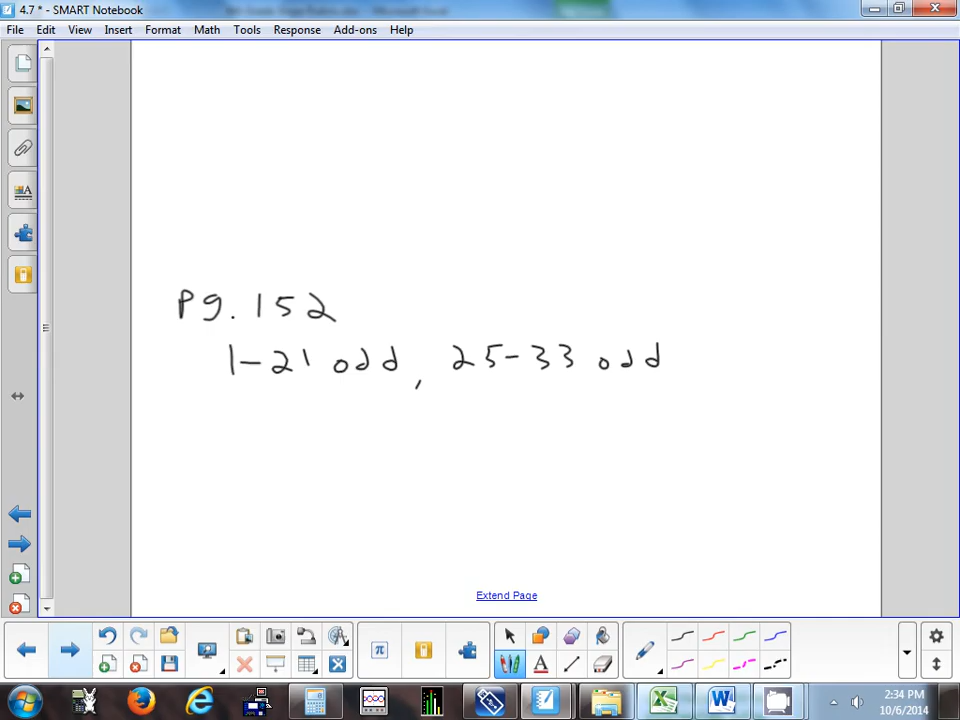 4.7 * - SMART Notebook
File Edit View Insert Format Math Tools Response Add-ons Help
Pg. 152
1-21 odd, 25-33 odd
Extend Page
2:34 PM
10/6/2014